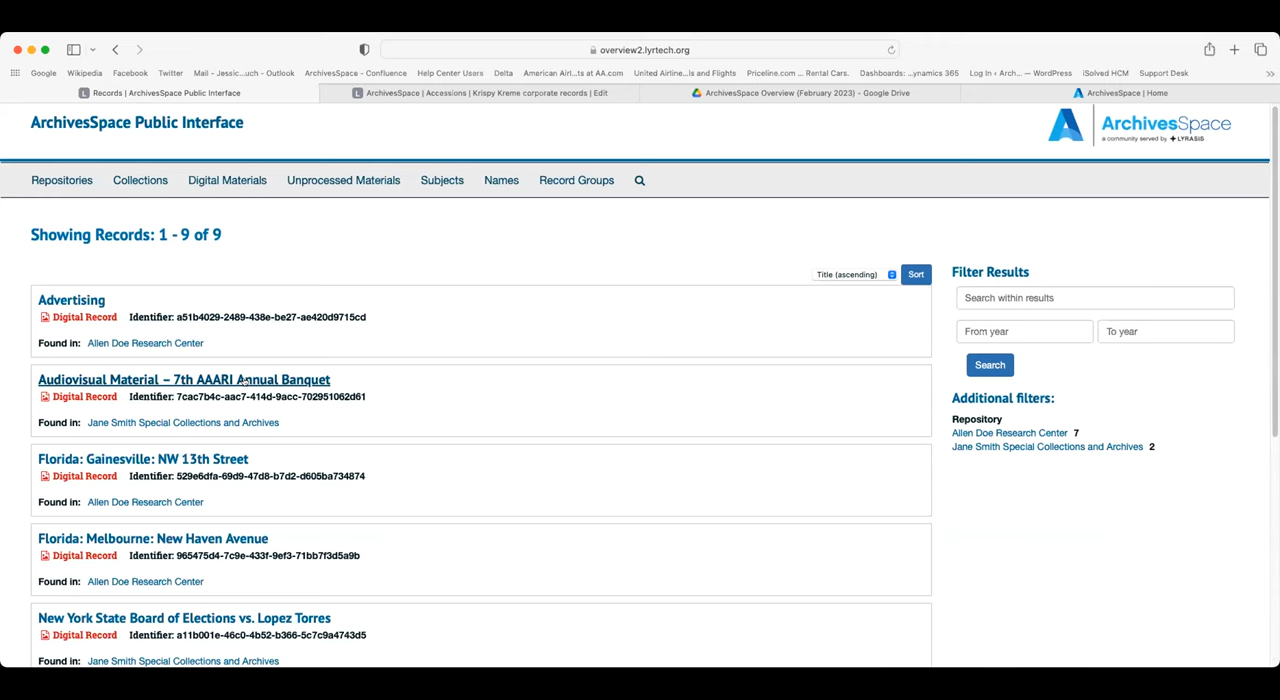 overview2.lyrtech.org
Google Wikipedia Facebook Twitter Mail - Jessic...uch - Outlook ArchivesSpace - Confluence Help Center Users Delta American Airl...ts at AA.com United Airline...ls and Flights Priceline.com ... Rental Cars. Dashboards: ...ynamics 365 Log In ‹ Arch... — WordPress iSolved HCM Support Desk
Records | ArchivesSpace Public Interface ArchivesSpace | Accessions | Krispy Kreme corporate records | Edit ArchivesSpace Overview (February 2023) - Google Drive ArchivesSpace | Home
ArchivesSpace Public Interface
ArchivesSpace
a community served by LYRASIS
Repositories Collections Digital Materials Unprocessed Materials Subjects Names Record Groups
Showing Records: 1 - 9 of 9
Title (ascending) Sort
Advertising
Digital Record Identifier: a51b4029-2489-438e-be27-ae420d9715cd
Found in: Allen Doe Research Center
Audiovisual Material – 7th AAARI Annual Banquet
Digital Record Identifier: 7cac7b4c-aac7-414d-9acc-702951062d61
Found in: Jane Smith Special Collections and Archives
Florida: Gainesville: NW 13th Street
Digital Record Identifier: 529e6dfa-69d9-47d8-b7d2-d605ba734874
Found in: Allen Doe Research Center
Florida: Melbourne: New Haven Avenue
Digital Record Identifier: 965475d4-7c9e-433f-9ef3-71bb7f3d5a9b
Found in: Allen Doe Research Center
New York State Board of Elections vs. Lopez Torres
Digital Record Identifier: a11b001e-46c0-4b52-b366-5c7c9a4743d5
Found in: Jane Smith Special Collections and Archives
Filter Results
Search within results
From year To year
Search
Additional filters:
Repository
Allen Doe Research Center 7
Jane Smith Special Collections and Archives 2